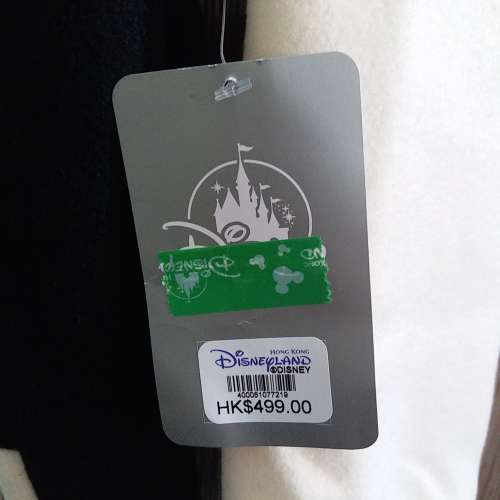 HONG KONG
DISNEYLAND
©DISNEY
400051077219
HK$499.00